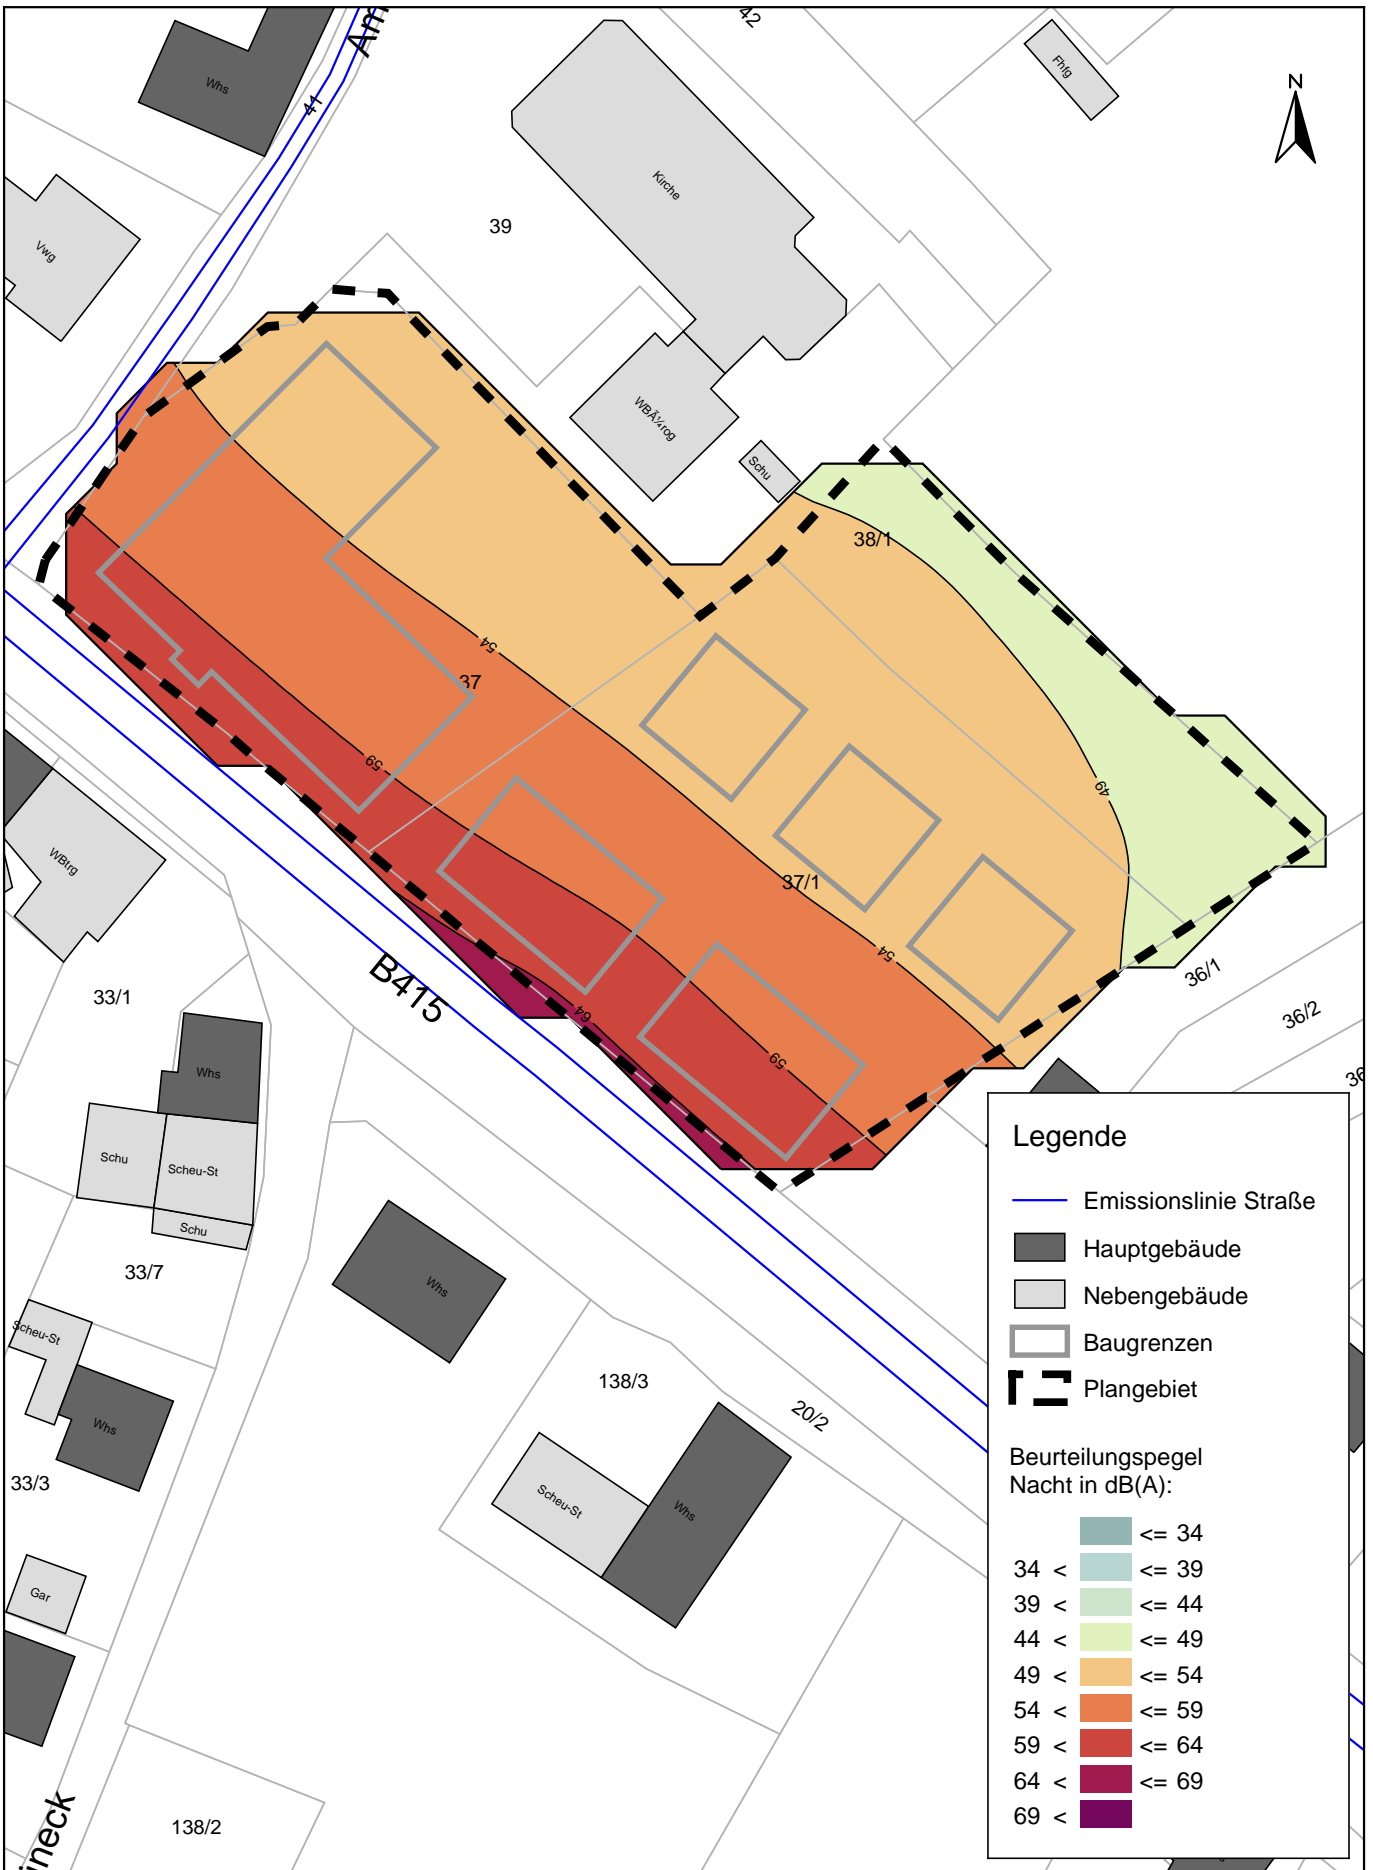 Am
42
41
Whs
Fhfg
N
Kirche
39
Vwg
WBÃ¼rog
Schu
38/1
54
37
59
49
WBtrg
37/1
54
B415
36/1
33/1
64
36/2
59
Whs
36
Schu
Scheu-St
Schu
33/7
Whs
Scheu-St
138/3
20/2
Whs
33/3
Scheu-St
Whs
Gar
138/2
ineck
Legende
Emissionslinie Straße
Hauptgebäude
Nebengebäude
Baugrenzen
Plangebiet
Beurteilungspegel
Nacht in dB(A):
<= 34
34 < <= 39
39 < <= 44
44 < <= 49
49 < <= 54
54 < <= 59
59 < <= 64
64 < <= 69
69 <